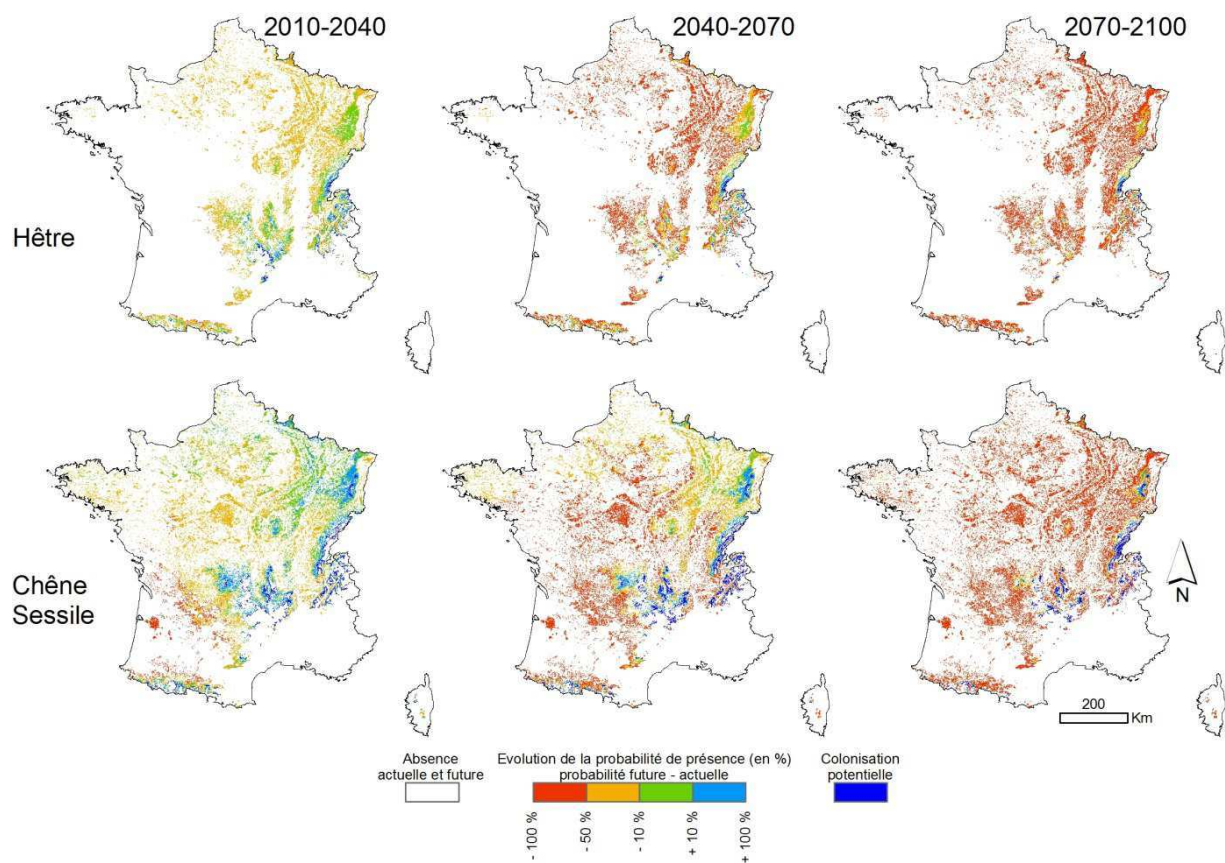 2010-2040
2040-2070
2070-2100
Hêtre
Chêne
Sessile
N
200
Km
Absence
actuelle et future
Evolution de la probabilité de présence (en %)
probabilité future - actuelle
Colonisation
potentielle
- 100 %
- 50 %
- 10 %
+ 10 %
+ 100 %